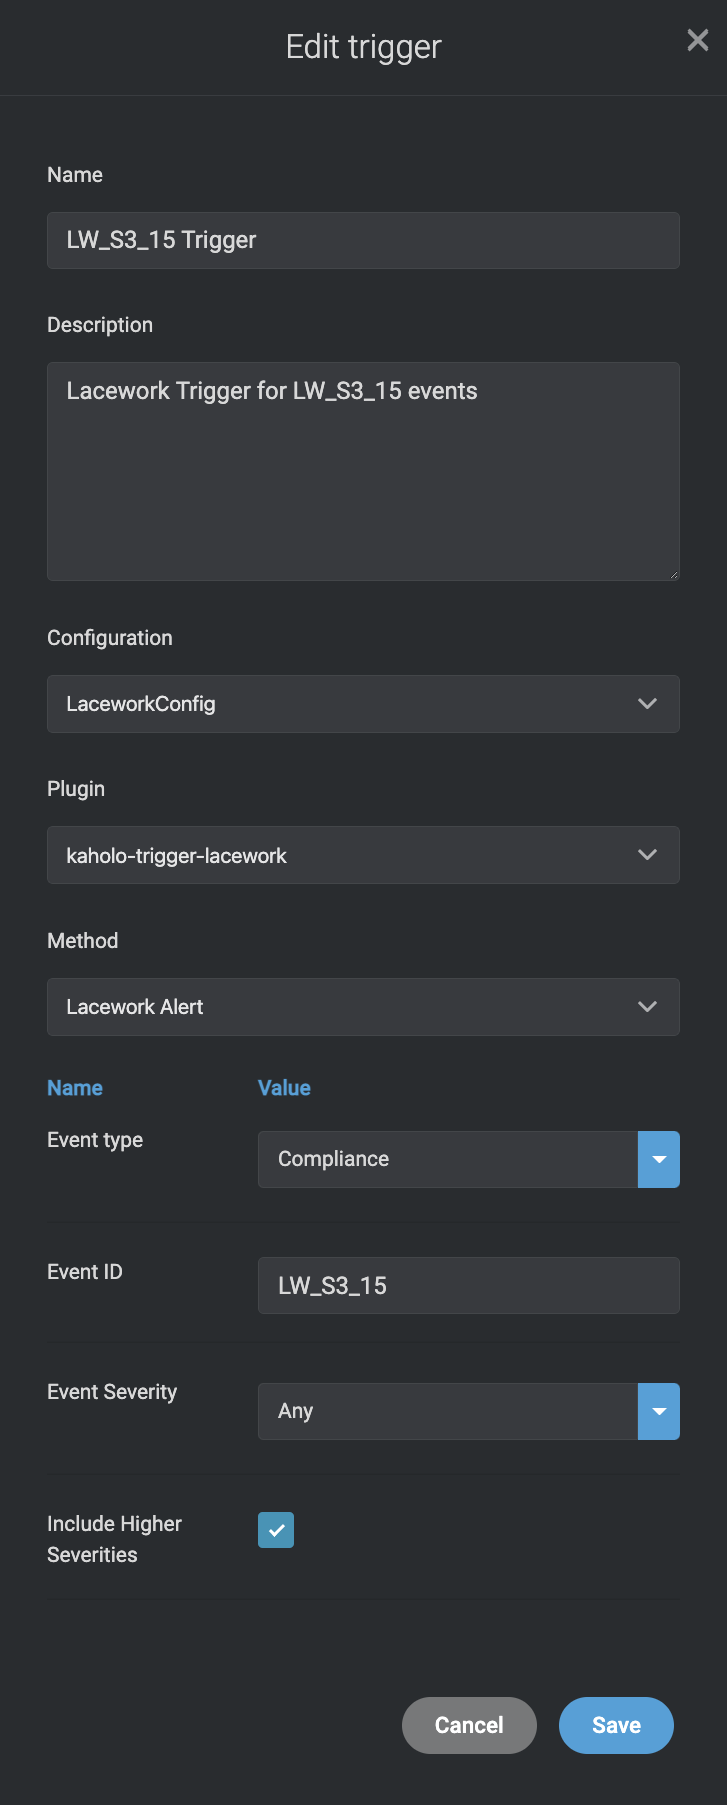 Edit trigger
Name
LW_S3_15 Trigger
Description
Lacework Trigger for LW_S3_15 events
Configuration
LaceworkConfig
Plugin
kaholo-trigger-lacework
Method
Lacework Alert
Name Value
Event type Compliance
Event ID LW_S3_15
Event Severity Any
Include Higher
Severities
Cancel Save